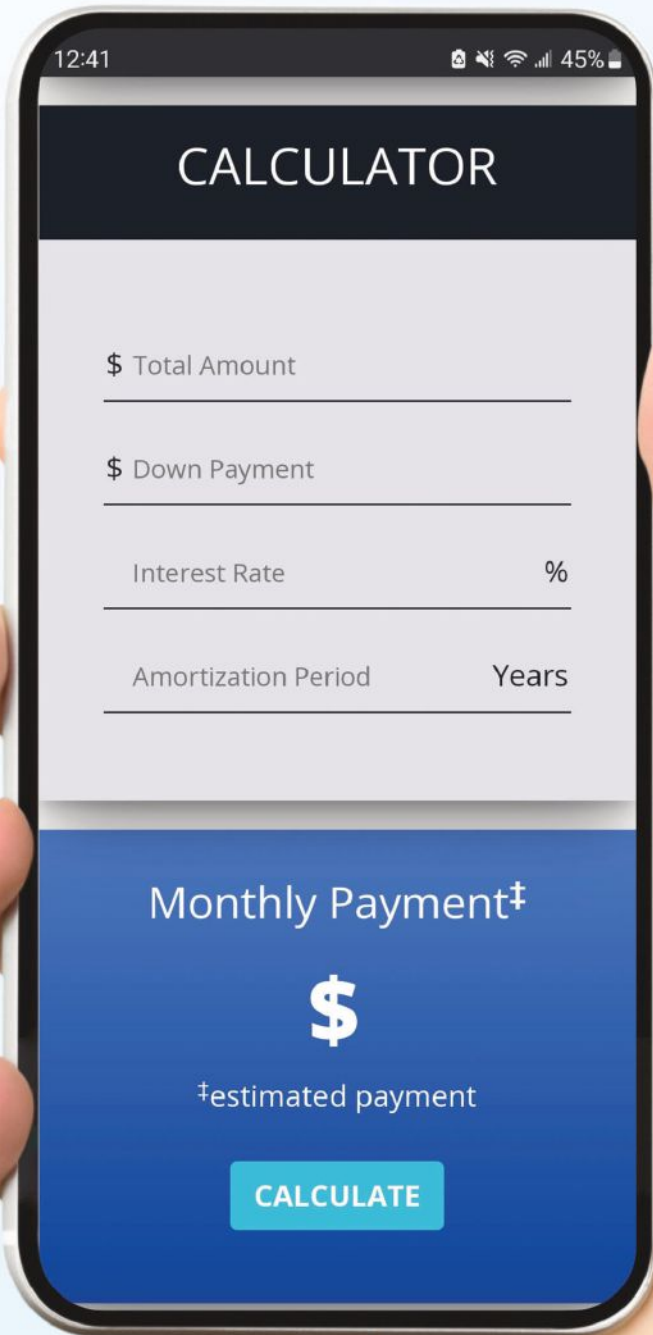 12:41 45%
CALCULATOR
$ Total Amount
$ Down Payment
Interest Rate %
Amortization Period Years
Monthly Payment‡
$
‡estimated payment
CALCULATE